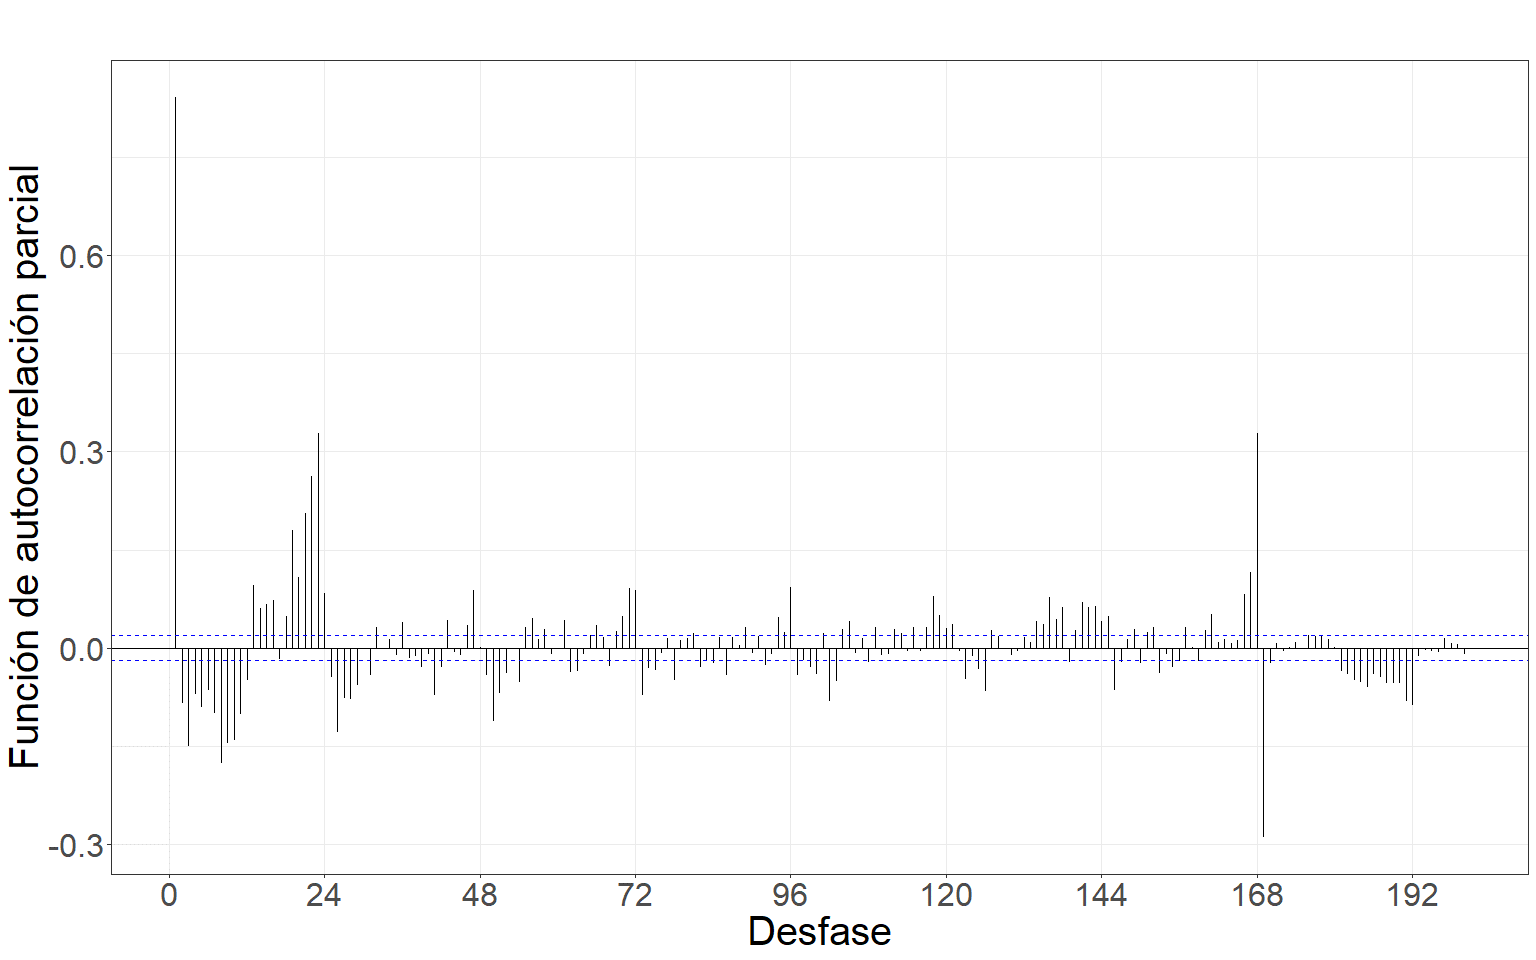 Función de autocorrelación parcial
0.6
0.3
0.0
-0.3
0 24 48 72 96 120 144 168 192
Desfase